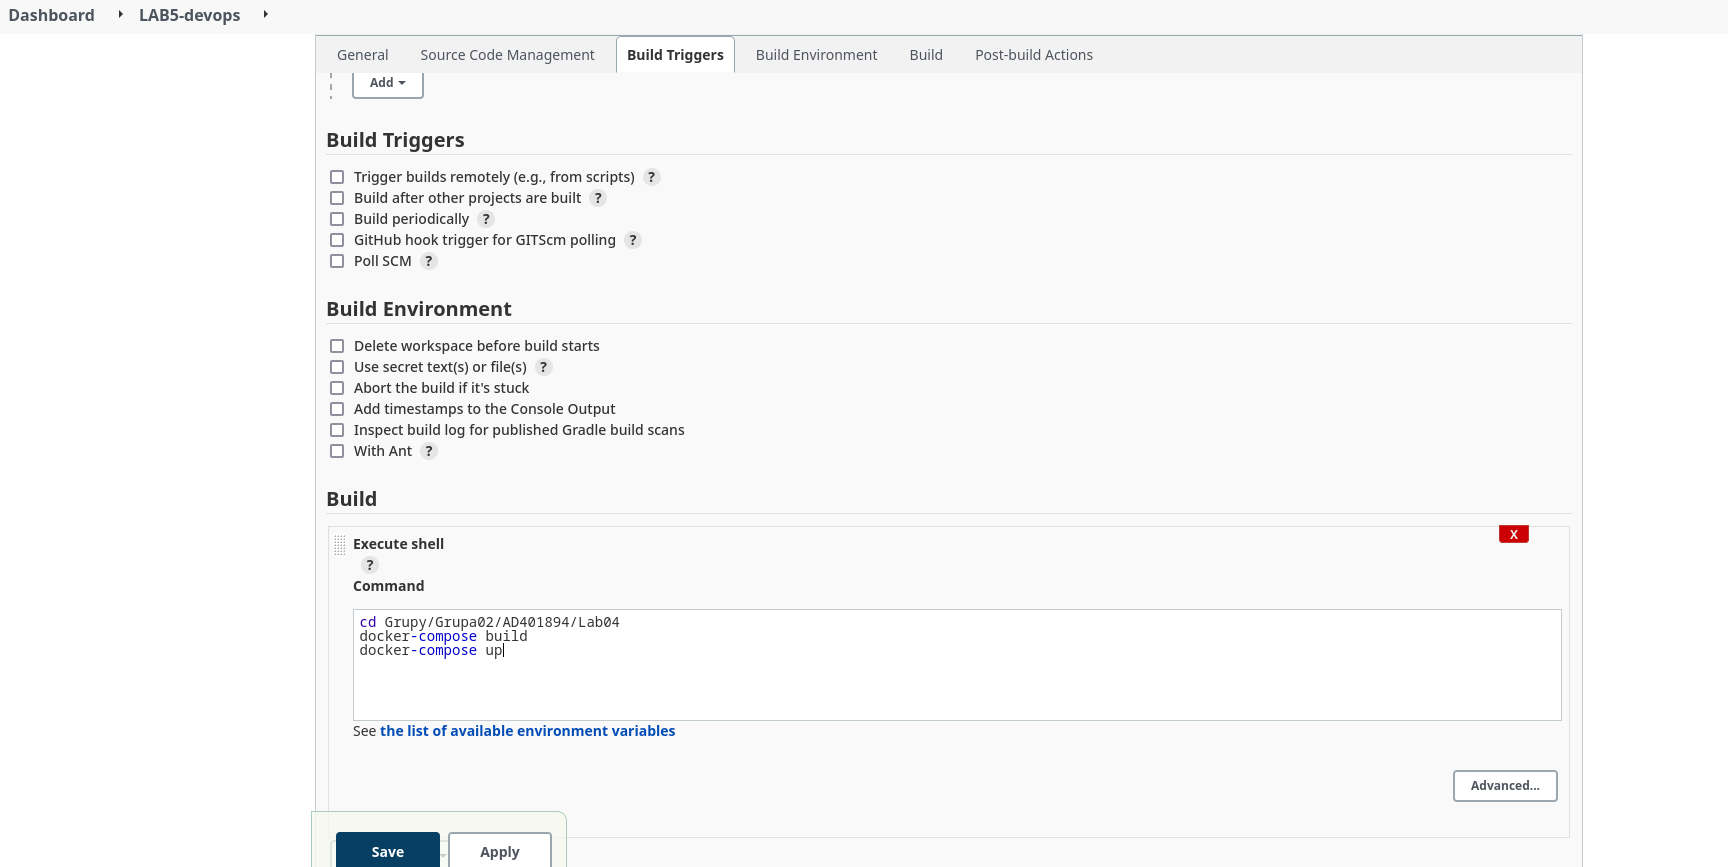 Dashboard LAB5-devops
General Source Code Management Build Triggers Build Environment Build Post-build Actions
Add
Build Triggers
Trigger builds remotely (e.g., from scripts) ?
Build after other projects are built ?
Build periodically ?
GitHub hook trigger for GITScm polling ?
Poll SCM ?
Build Environment
Delete workspace before build starts
Use secret text(s) or file(s) ?
Abort the build if it's stuck
Add timestamps to the Console Output
Inspect build log for published Gradle build scans
With Ant ?
Build
X
Execute shell
?
Command
cd Grupy/Grupa02/AD401894/Lab04
docker-compose build
docker-compose up
See the list of available environment variables
Advanced...
Save Apply